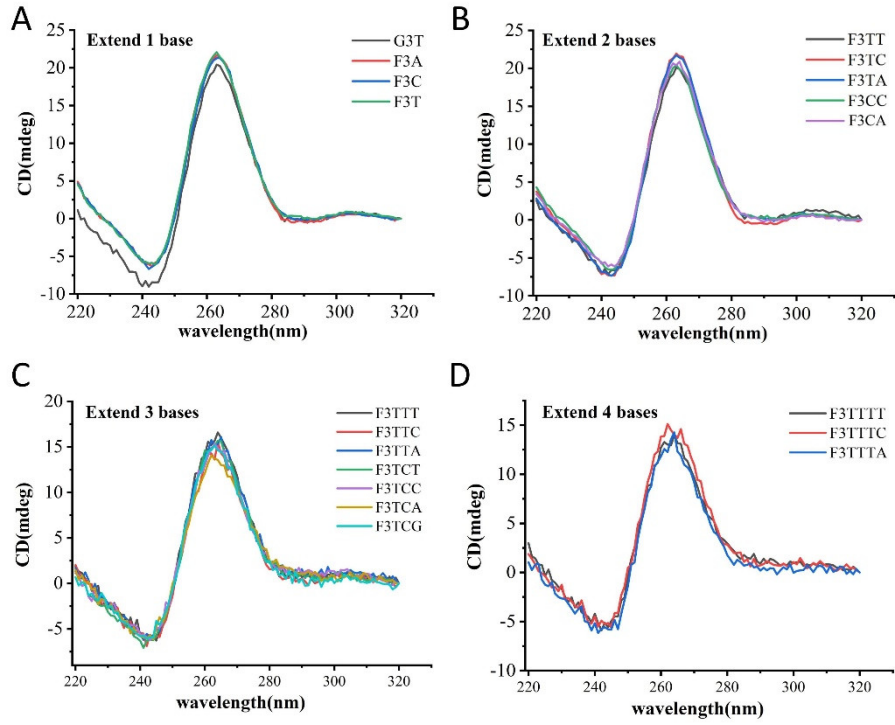 A
Extend 1 base
G3T
F3A
F3C
F3T
CD(mdeg)
25
20
15
10
5
0
-5
-10
220 240 260 280 300 320
wavelength(nm)
B
Extend 2 bases
F3TT
F3TC
F3TA
F3CC
F3CA
CD(mdeg)
25
20
15
10
5
0
-5
-10
220 240 260 280 300 320
wavelength(nm)
C
Extend 3 bases
F3TTT
F3TTC
F3TTA
F3TCT
F3TCC
F3TCA
F3TCG
CD(mdeg)
20
15
10
5
0
-5
220 240 260 280 300 320
wavelength(nm)
D
Extend 4 bases
F3TTTT
F3TTTC
F3TTTA
CD(mdeg)
15
10
5
0
-5
-10
220 240 260 280 300 320
wavelength(nm)